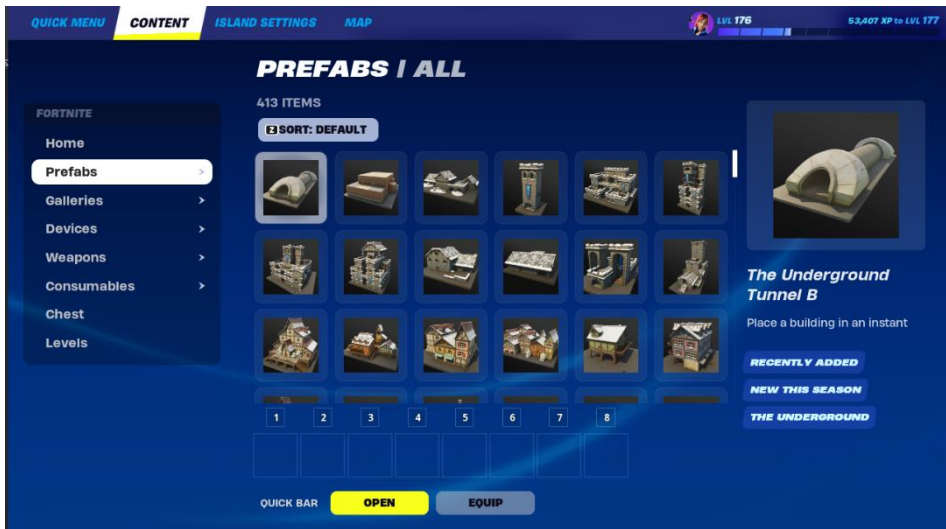 QUICK MENU
CONTENT
ISLAND SETTINGS
MAP
LVL 176
53,407 XP to LVL 177
PREFABS / ALL
413 ITEMS
Z SORT: DEFAULT
FORTNITE
Home
Prefabs
Galleries
Devices
Weapons
Consumables
Chest
Levels
The Underground
Tunnel B
Place a building in an instant
RECENTLY ADDED
NEW THIS SEASON
THE UNDERGROUND
1 2 3 4 5 6 7 8
QUICK BAR
OPEN
EQUIP